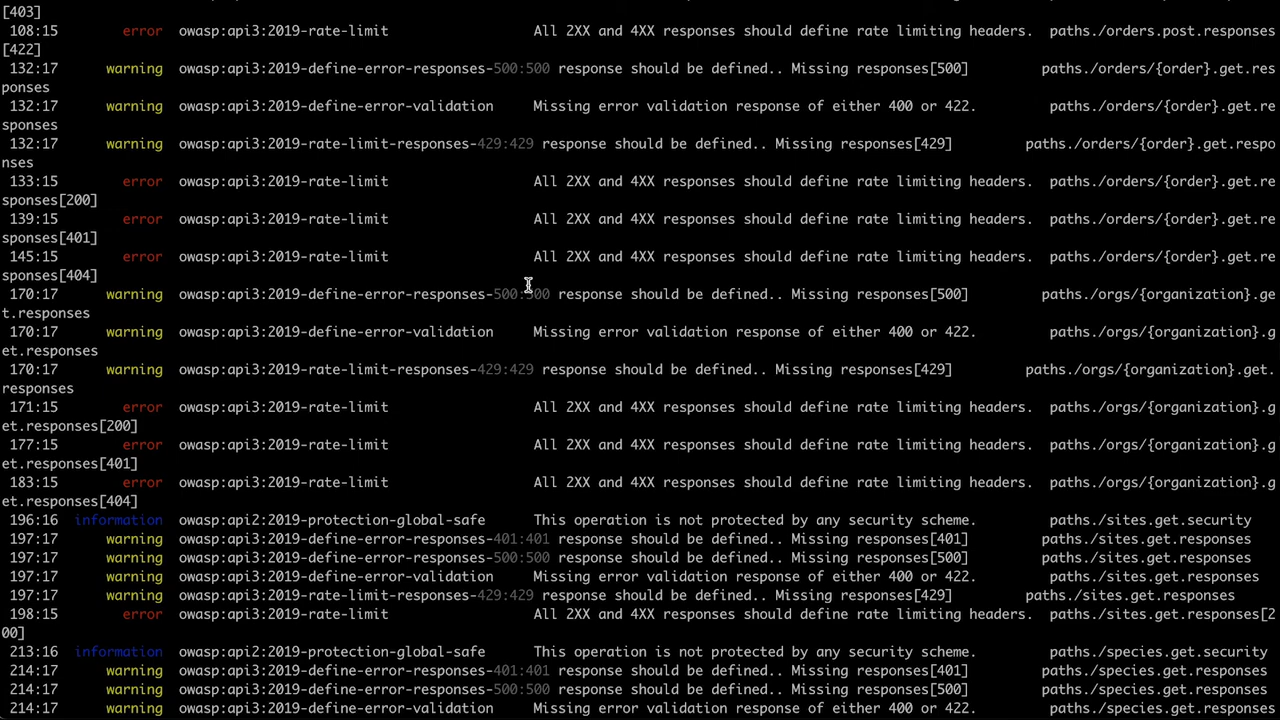 [403]
108:15 error owasp:api3:2019-rate-limit All 2XX and 4XX responses should define rate limiting headers. paths./orders.post.responses
[422]
132:17 warning owasp:api3:2019-define-error-responses-500:500 response should be defined.. Missing responses[500] paths./orders/{order}.get.res
ponses
132:17 warning owasp:api3:2019-define-error-validation Missing error validation response of either 400 or 422. paths./orders/{order}.get.re
sponses
132:17 warning owasp:api3:2019-rate-limit-responses-429:429 response should be defined.. Missing responses[429] paths./orders/{order}.get.respo
nses
133:15 error owasp:api3:2019-rate-limit All 2XX and 4XX responses should define rate limiting headers. paths./orders/{order}.get.re
sponses[200]
139:15 error owasp:api3:2019-rate-limit All 2XX and 4XX responses should define rate limiting headers. paths./orders/{order}.get.re
sponses[401]
145:15 error owasp:api3:2019-rate-limit All 2XX and 4XX responses should define rate limiting headers. paths./orders/{order}.get.re
sponses[404]
170:17 warning owasp:api3:2019-define-error-responses-500:500 response should be defined.. Missing responses[500] paths./orgs/{organization}.ge
t.responses
170:17 warning owasp:api3:2019-define-error-validation Missing error validation response of either 400 or 422. paths./orgs/{organization}.g
et.responses
170:17 warning owasp:api3:2019-rate-limit-responses-429:429 response should be defined.. Missing responses[429] paths./orgs/{organization}.get.
responses
171:15 error owasp:api3:2019-rate-limit All 2XX and 4XX responses should define rate limiting headers. paths./orgs/{organization}.g
et.responses[200]
177:15 error owasp:api3:2019-rate-limit All 2XX and 4XX responses should define rate limiting headers. paths./orgs/{organization}.g
et.responses[401]
183:15 error owasp:api3:2019-rate-limit All 2XX and 4XX responses should define rate limiting headers. paths./orgs/{organization}.g
et.responses[404]
196:16 information owasp:api2:2019-protection-global-safe This operation is not protected by any security scheme. paths./sites.get.security
197:17 warning owasp:api3:2019-define-error-responses-401:401 response should be defined.. Missing responses[401] paths./sites.get.responses
197:17 warning owasp:api3:2019-define-error-responses-500:500 response should be defined.. Missing responses[500] paths./sites.get.responses
197:17 warning owasp:api3:2019-define-error-validation Missing error validation response of either 400 or 422. paths./sites.get.responses
197:17 warning owasp:api3:2019-rate-limit-responses-429:429 response should be defined.. Missing responses[429] paths./sites.get.responses
198:15 error owasp:api3:2019-rate-limit All 2XX and 4XX responses should define rate limiting headers. paths./sites.get.responses[2
00]
213:16 information owasp:api2:2019-protection-global-safe This operation is not protected by any security scheme. paths./species.get.security
214:17 warning owasp:api3:2019-define-error-responses-401:401 response should be defined.. Missing responses[401] paths./species.get.responses
214:17 warning owasp:api3:2019-define-error-responses-500:500 response should be defined.. Missing responses[500] paths./species.get.responses
214:17 warning owasp:api3:2019-define-error-validation Missing error validation response of either 400 or 422. paths./species.get.responses